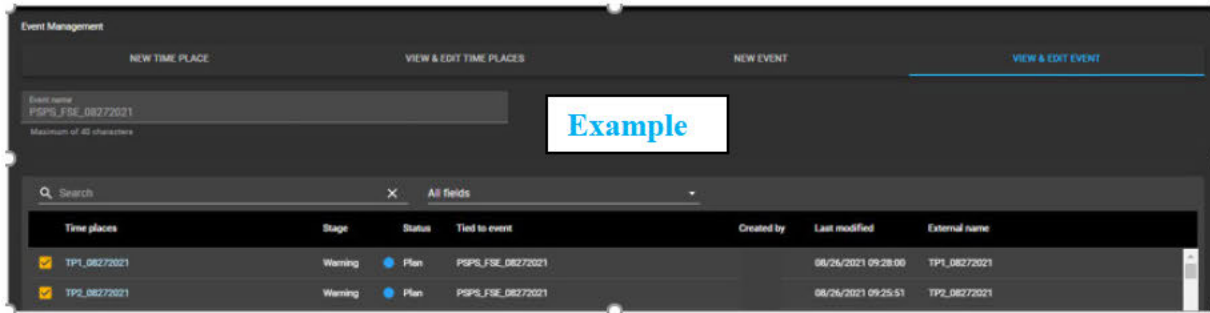 Event Management
NEW TIME PLACE VIEW & EDIT TIME PLACES NEW EVENT VIEW & EDIT EVENT
Event name
PSPS_FSE_08272021
Maximum of 40 characters
Example
Search All fields
Time places Stage Status Tied to event Created by Last modified External name
TP1_08272021 Warning Plan PSPS_FSE_08272021 08/26/2021 09:28:00 TP1_08272021
TP2_08272021 Warning Plan PSPS_FSE_08272021 08/26/2021 09:25:51 TP2_08272021